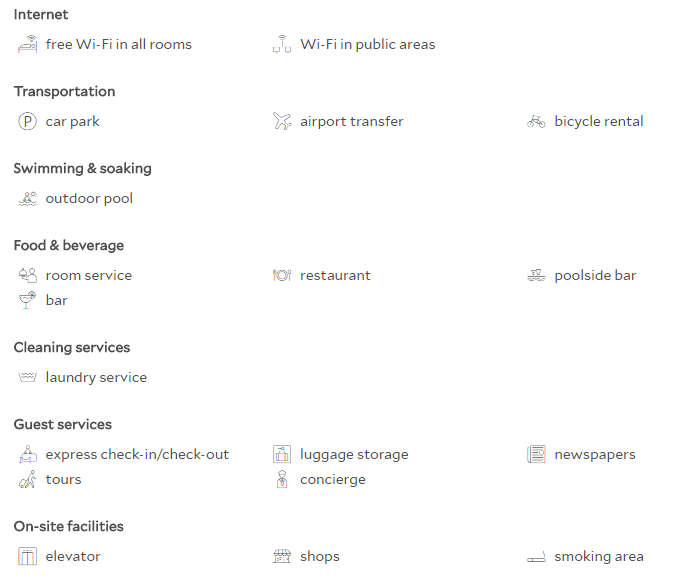 Internet
free Wi-Fi in all rooms Wi-Fi in public areas
Transportation
P car park airport transfer bicycle rental
Swimming & soaking
outdoor pool
Food & beverage
room service restaurant poolside bar
bar
Cleaning services
laundry service
Guest services
express check-in/check-out luggage storage newspapers
tours concierge
On-site facilities
elevator shops smoking area